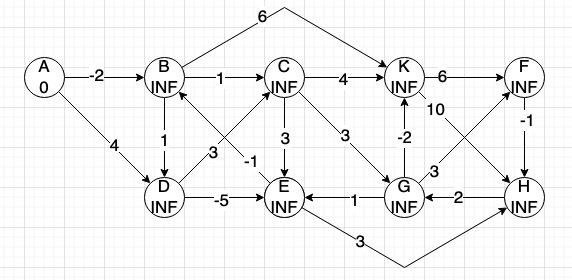 6
A B C K F
0 -2 INF 1 INF 4 INF 6 INF
10
-1
4 1 3 3 -2
3 -1 3
D E G H
INF -5 INF 1 INF 2 INF
3